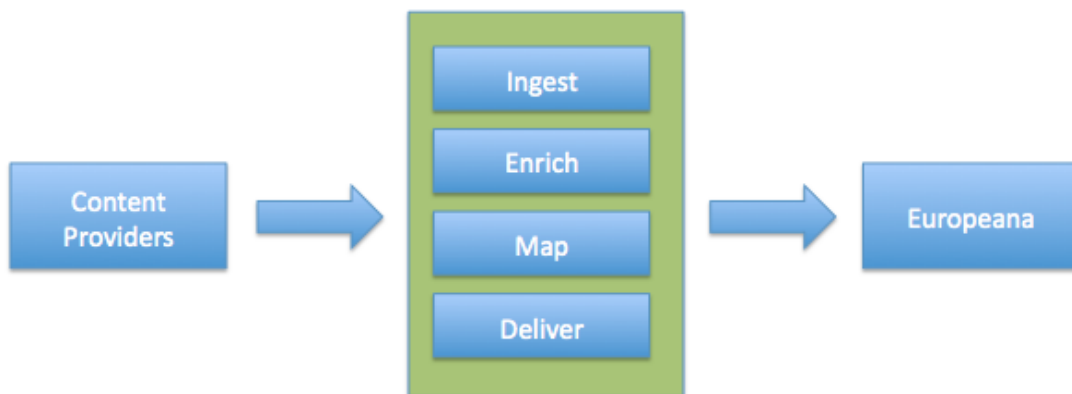 Content
Providers
Ingest
Enrich
Map
Deliver
Europeana